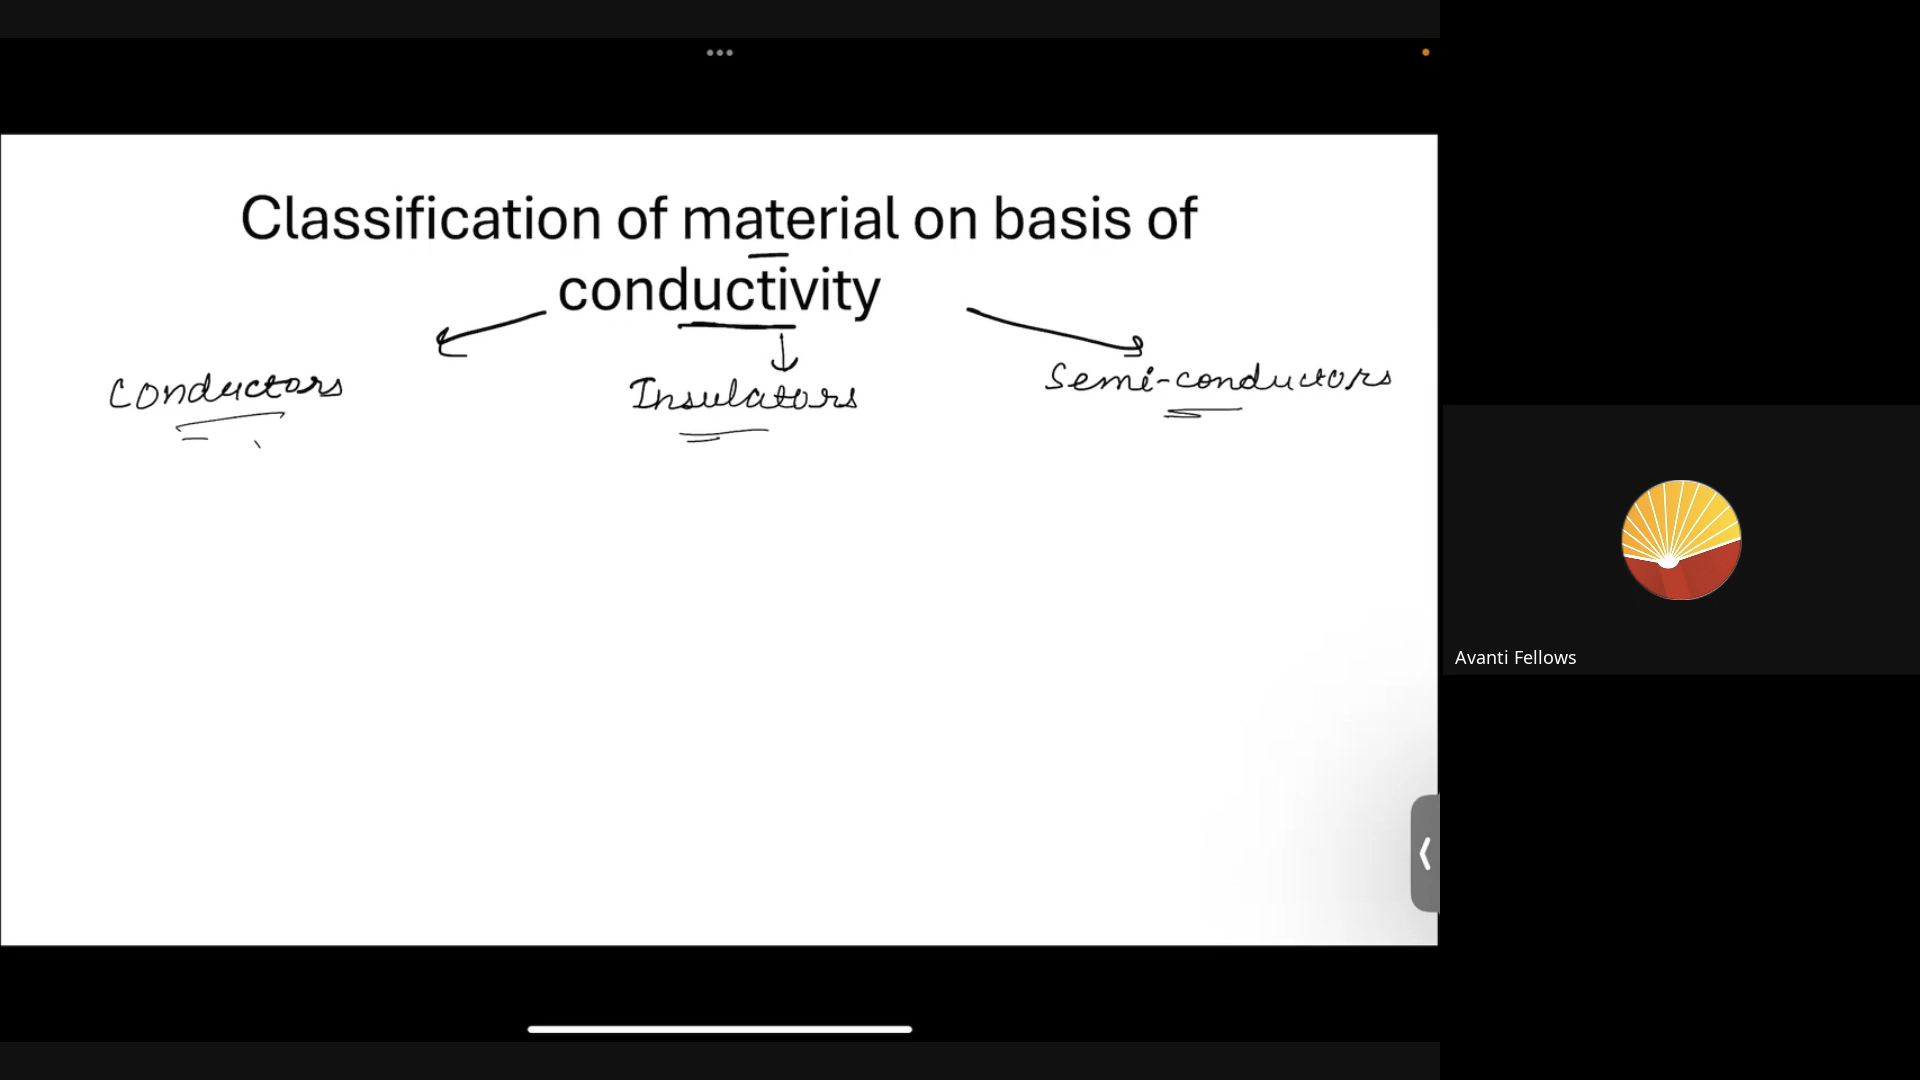 Classification of material on basis of
conductivity
Conductors
Insulators
Semi-conductors
Avanti Fellows